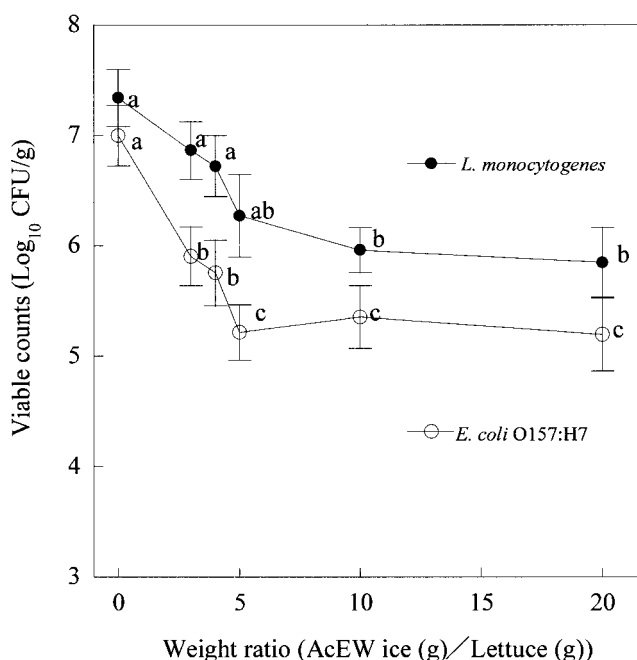 8
a
7
a
a
a
L. monocytogenes
ab
b
b
6
b
b
c
c
c
5
E. coli O157:H7
4
3
0
5
10
15
20
Viable counts (Log10 CFU/g)
Weight ratio (AcEW ice (g)／Lettuce (g))